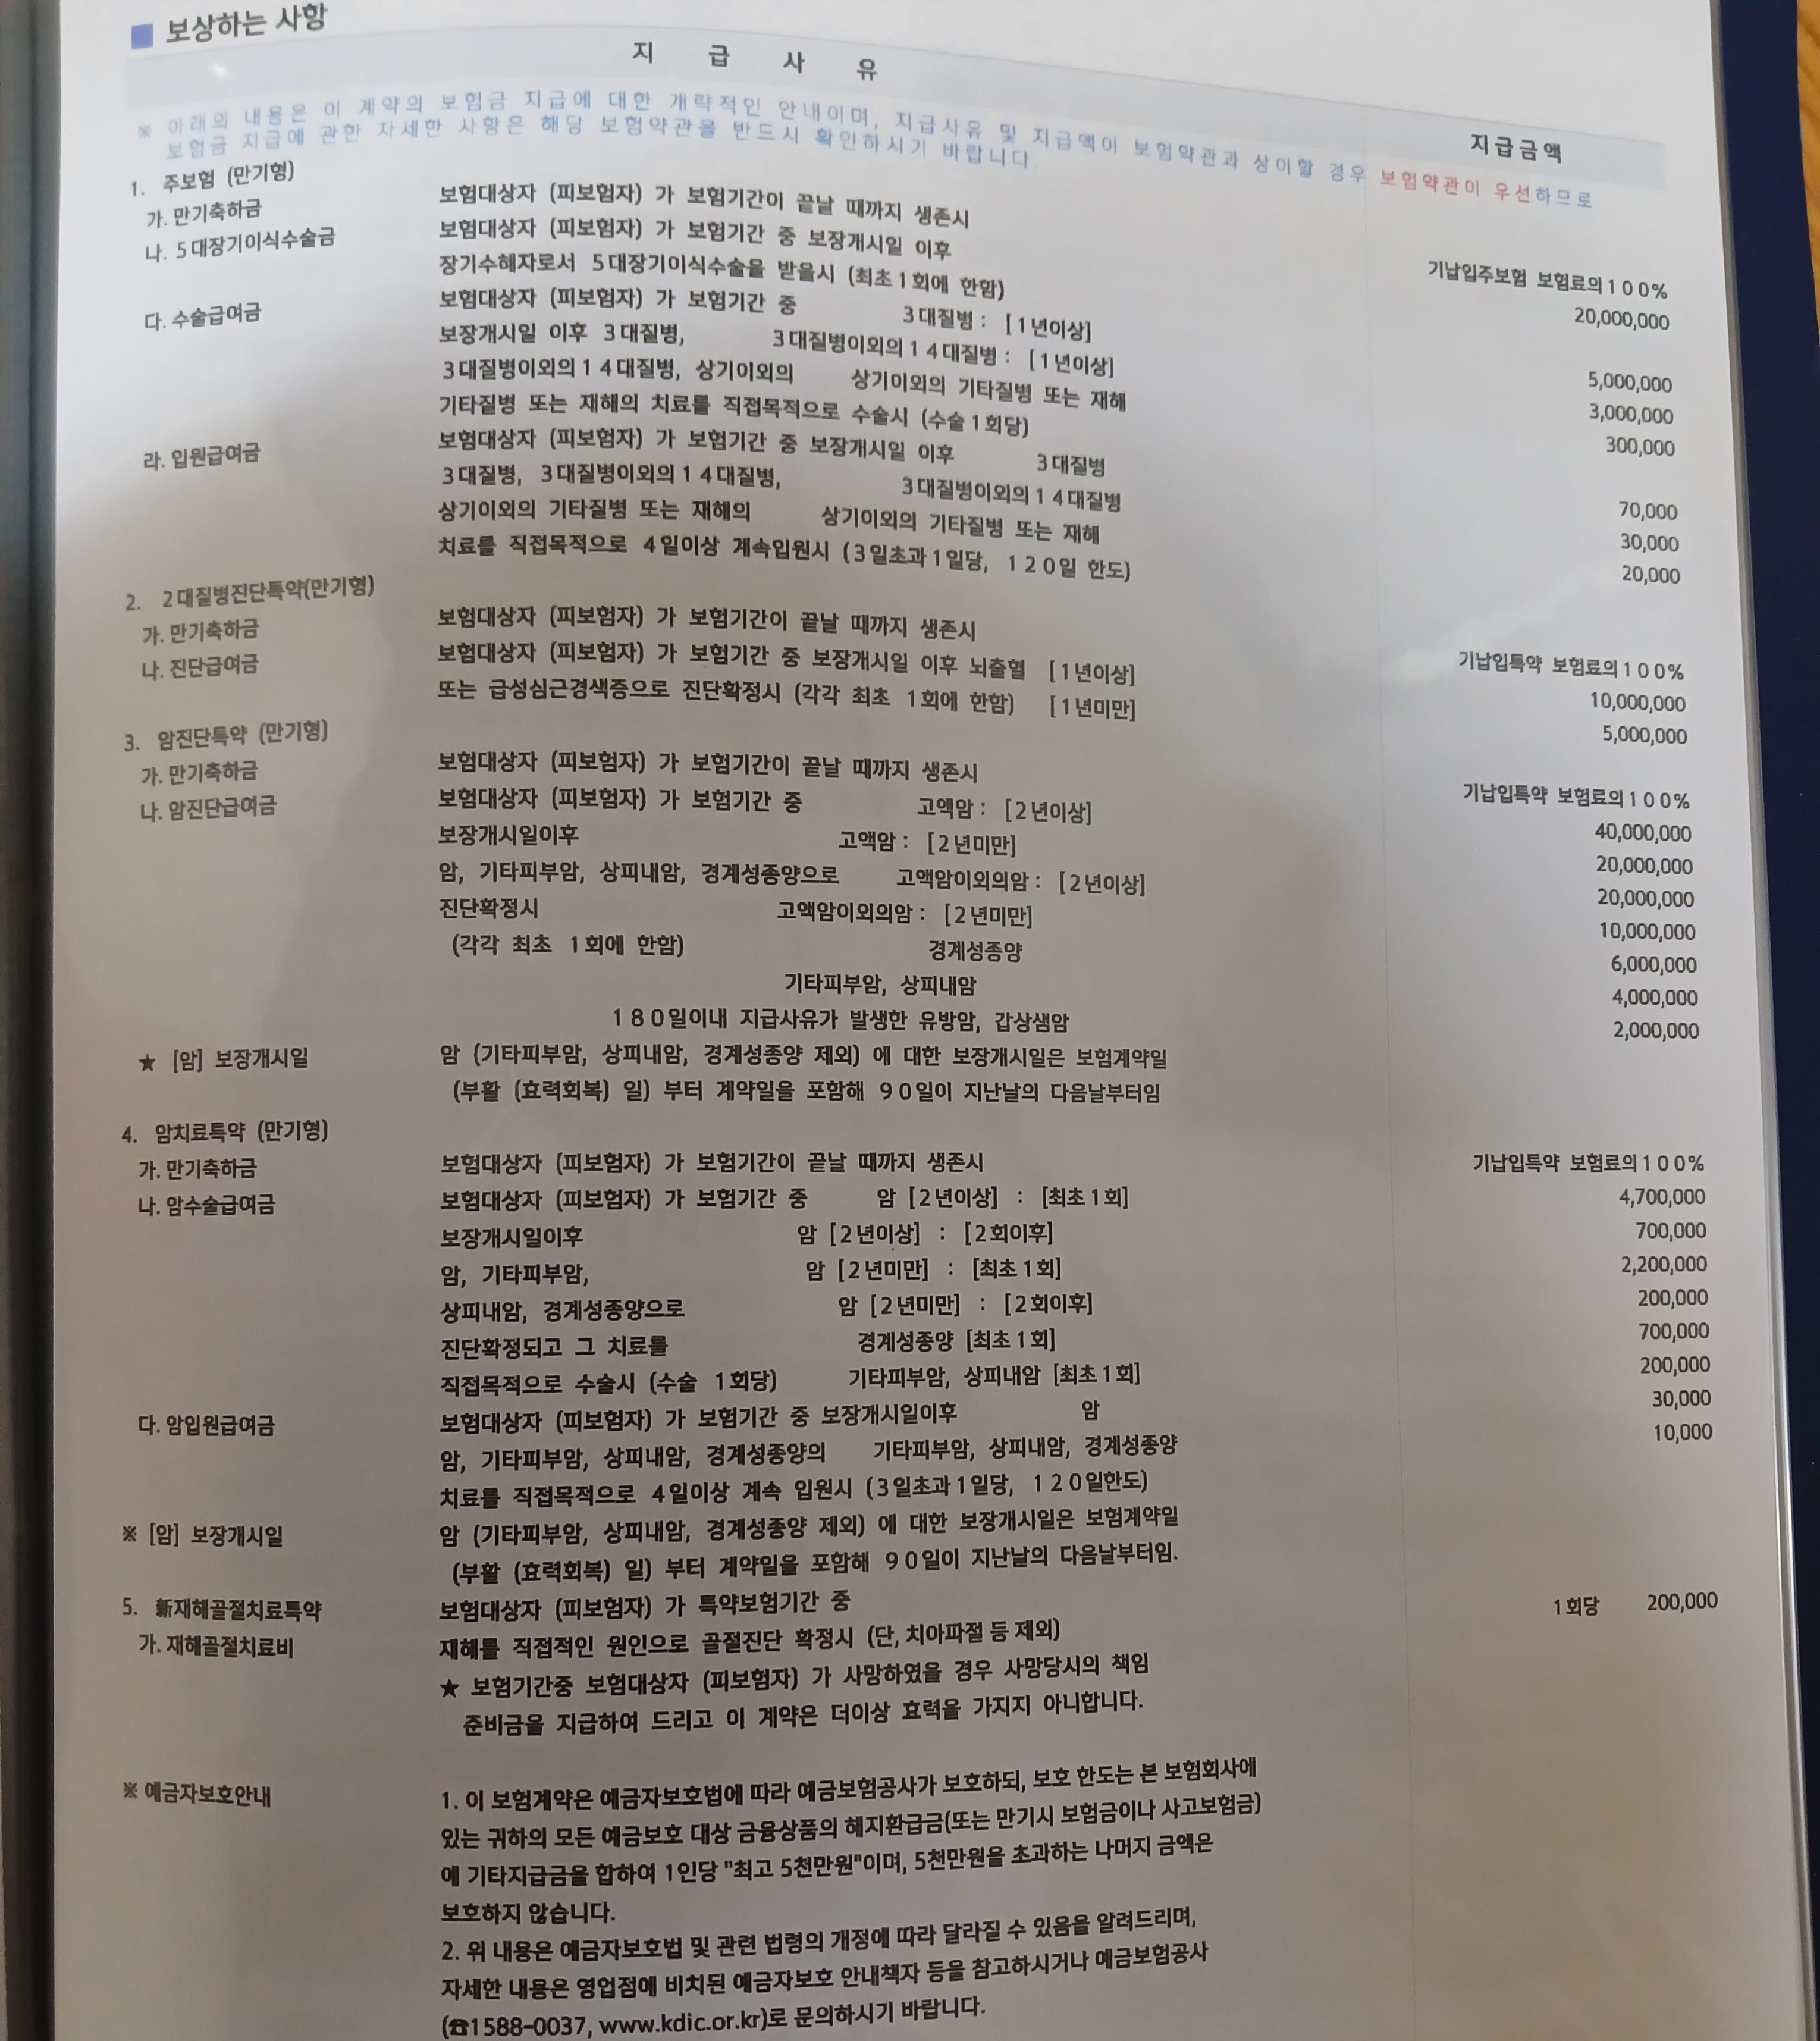 ■ 보상하는 사항
지 급 사 유
지급금액
※ 아래의 내용은 이 계약의 보험금 지급에 대한 개략적인 안내이며, 지급사유 및 지급액이 보험약관과 상이할 경우 보험약관이 우선하므로
보험금 지급에 관한 자세한 사항은 해당 보험약관을 반드시 확인하시기 바랍니다.
1. 주보험 (만기형)
가. 만기축하금 보험대상자 (피보험자) 가 보험기간이 끝날 때까지 생존시 기납입주보험 보험료의100%
나. 5대장기이식수술금 보험대상자 (피보험자) 가 보험기간 중 보장개시일 이후 20,000,000
장기수혜자로서 5대장기이식수술을 받을시 (최초1회에 한함)
다. 수술급여금 보험대상자 (피보험자) 가 보험기간 중 3대질병 : [1년이상] 5,000,000
보장개시일 이후 3대질병, 3대질병이외의14대질병 : [1년이상] 3,000,000
3대질병이외의14대질병, 상기이외의 상기이외의 기타질병 또는 재해 300,000
기타질병 또는 재해의 치료를 직접목적으로 수술시 (수술1회당)
라. 입원급여금 보험대상자 (피보험자) 가 보험기간 중 보장개시일 이후 3대질병 70,000
3대질병, 3대질병이외의14대질병, 3대질병이외의14대질병 30,000
상기이외의 기타질병 또는 재해의 상기이외의 기타질병 또는 재해 20,000
치료를 직접목적으로 4일이상 계속입원시 (3일초과1일당, 120일 한도)
2. 2대질병진단특약(만기형)
가. 만기축하금 보험대상자 (피보험자) 가 보험기간이 끝날 때까지 생존시 기납입특약 보험료의100%
나. 진단급여금 보험대상자 (피보험자) 가 보험기간 중 보장개시일 이후 뇌출혈 [1년이상] 10,000,000
또는 급성심근경색증으로 진단확정시 (각각 최초 1회에 한함) [1년미만] 5,000,000
3. 암진단특약 (만기형)
가. 만기축하금 보험대상자 (피보험자) 가 보험기간이 끝날 때까지 생존시 기납입특약 보험료의100%
나. 암진단급여금 보험대상자 (피보험자) 가 보험기간 중 고액암 : [2년이상] 40,000,000
보장개시일이후 고액암 : [2년미만] 20,000,000
암, 기타피부암, 상피내암, 경계성종양으로 고액암이외의암 : [2년이상] 20,000,000
진단확정시 고액암이외의암 : [2년미만] 10,000,000
(각각 최초 1회에 한함) 경계성종양 6,000,000
기타피부암, 상피내암 4,000,000
180일이내 지급사유가 발생한 유방암, 갑상샘암 2,000,000
★ [암] 보장개시일 암 (기타피부암, 상피내암, 경계성종양 제외) 에 대한 보장개시일은 보험계약일
(부활 (효력회복) 일) 부터 계약일을 포함해 90일이 지난날의 다음날부터임
4. 암치료특약 (만기형)
가. 만기축하금 보험대상자 (피보험자) 가 보험기간이 끝날 때까지 생존시 기납입특약 보험료의100%
나. 암수술급여금 보험대상자 (피보험자) 가 보험기간 중 암 [2년이상] : [최초1회] 4,700,000
보장개시일이후 암 [2년이상] : [2회이후] 700,000
암, 기타피부암, 암 [2년미만] : [최초1회] 2,200,000
상피내암, 경계성종양으로 암 [2년미만] : [2회이후] 200,000
진단확정되고 그 치료를 경계성종양 [최초1회] 700,000
직접목적으로 수술시 (수술 1회당) 기타피부암, 상피내암 [최초1회] 200,000
다. 암입원급여금 보험대상자 (피보험자) 가 보험기간 중 보장개시일이후 암 30,000
암, 기타피부암, 상피내암, 경계성종양의 기타피부암, 상피내암, 경계성종양 10,000
치료를 직접목적으로 4일이상 계속 입원시 (3일초과1일당, 120일한도)
※ [암] 보장개시일 암 (기타피부암, 상피내암, 경계성종양 제외) 에 대한 보장개시일은 보험계약일
(부활 (효력회복) 일) 부터 계약일을 포함해 90일이 지난날의 다음날부터임.
5. 新재해골절치료특약 보험대상자 (피보험자) 가 특약보험기간 중 1회당 200,000
가. 재해골절치료비 재해를 직접적인 원인으로 골절진단 확정시 (단, 치아파절 등 제외)
★ 보험기간중 보험대상자 (피보험자) 가 사망하였을 경우 사망당시의 책임
준비금을 지급하여 드리고 이 계약은 더이상 효력을 가지지 아니합니다.
※ 예금자보호안내 1. 이 보험계약은 예금자보호법에 따라 예금보험공사가 보호하되, 보호 한도는 본 보험회사에
있는 귀하의 모든 예금보호 대상 금융상품의 해지환급금(또는 만기시 보험금이나 사고보험금)
에 기타지급금을 합하여 1인당 "최고 5천만원"이며, 5천만원을 초과하는 나머지 금액은
보호하지 않습니다.
2. 위 내용은 예금자보호법 및 관련 법령의 개정에 따라 달라질 수 있음을 알려드리며,
자세한 내용은 영업점에 비치된 예금자보호 안내책자 등을 참고하시거나 예금보험공사
(☎1588-0037, www.kdic.or.kr)로 문의하시기 바랍니다.